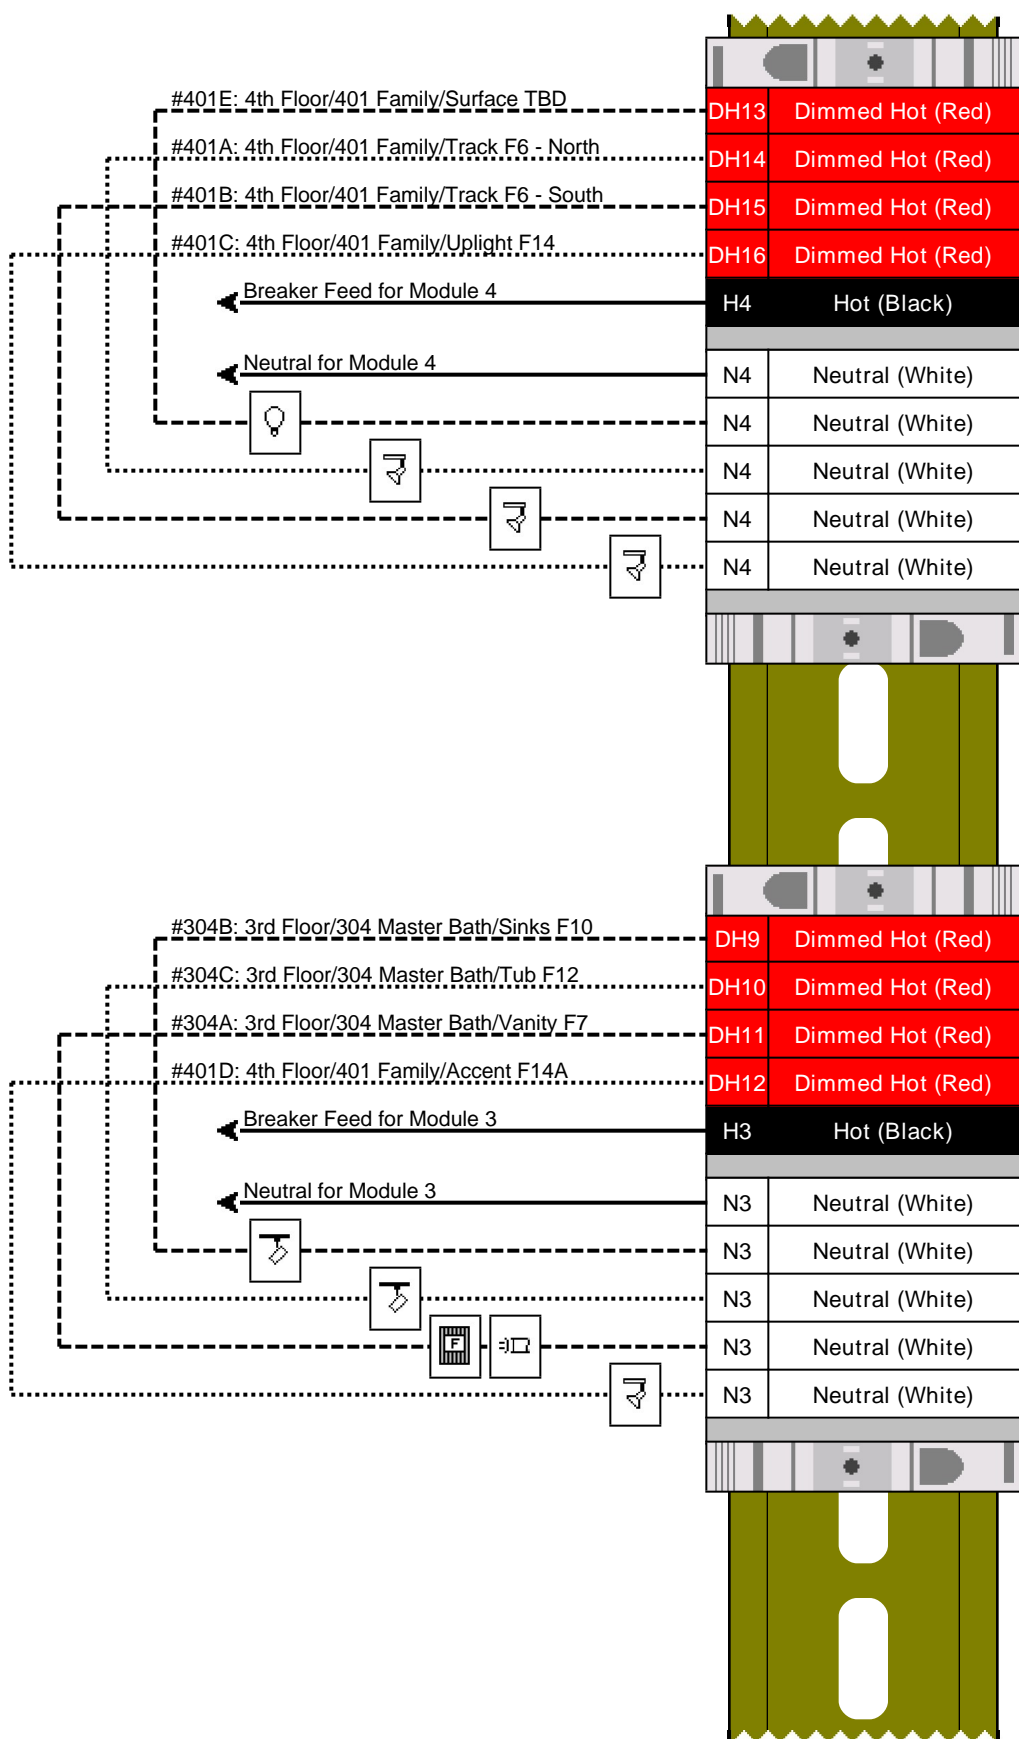 #401E: 4th Floor/401 Family/Surface TBD
DH13 Dimmed Hot (Red)
#401A: 4th Floor/401 Family/Track F6 - North
DH14 Dimmed Hot (Red)
#401B: 4th Floor/401 Family/Track F6 - South
DH15 Dimmed Hot (Red)
#401C: 4th Floor/401 Family/Uplight F14
DH16 Dimmed Hot (Red)
Breaker Feed for Module 4
H4 Hot (Black)
Neutral for Module 4
N4 Neutral (White)
N4 Neutral (White)
N4 Neutral (White)
N4 Neutral (White)
N4 Neutral (White)
#304B: 3rd Floor/304 Master Bath/Sinks F10
DH9 Dimmed Hot (Red)
#304C: 3rd Floor/304 Master Bath/Tub F12
DH10 Dimmed Hot (Red)
#304A: 3rd Floor/304 Master Bath/Vanity F7
DH11 Dimmed Hot (Red)
#401D: 4th Floor/401 Family/Accent F14A
DH12 Dimmed Hot (Red)
Breaker Feed for Module 3
H3 Hot (Black)
Neutral for Module 3
N3 Neutral (White)
N3 Neutral (White)
N3 Neutral (White)
F
N3 Neutral (White)
N3 Neutral (White)